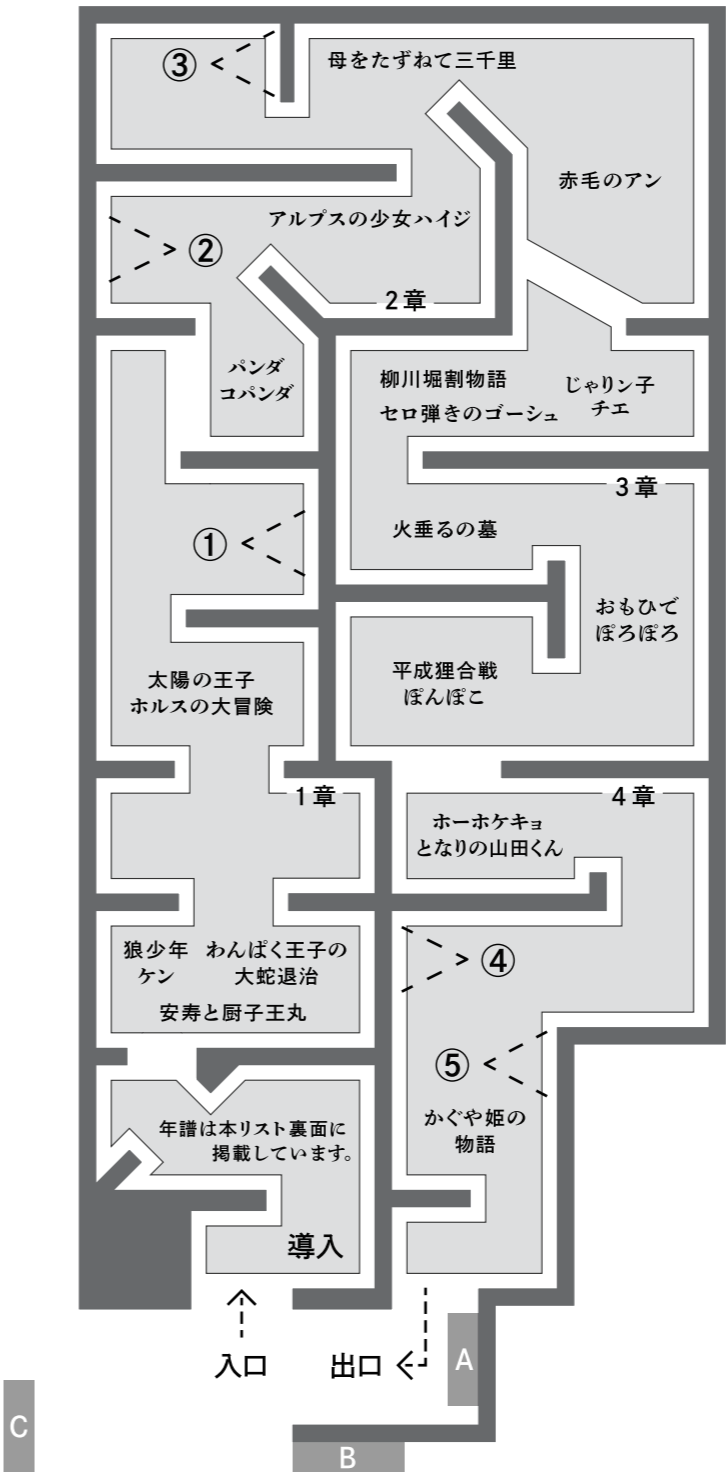 ③
母をたずねて三千里
赤毛のアン
②
アルプスの少女ハイジ
2章
パンダ
コパンダ
柳川堀割物語
セロ弾きのゴーシュ
じゃリン子
チエ
3章
①
火垂るの墓
おもひで
ぽろぽろ
平成狸合戦
ぽんぽこ
太陽の王子
ホルスの大冒険
1章
4章
ホーホケキョ
となりの山田くん
狼少年
ケン
わんぱく王子の
大蛇退治
安寿と厨子王丸
④
⑤
かぐや姫の
物語
年譜は本リスト裏面に
掲載しています。
導入
入口
出口
A
B
C